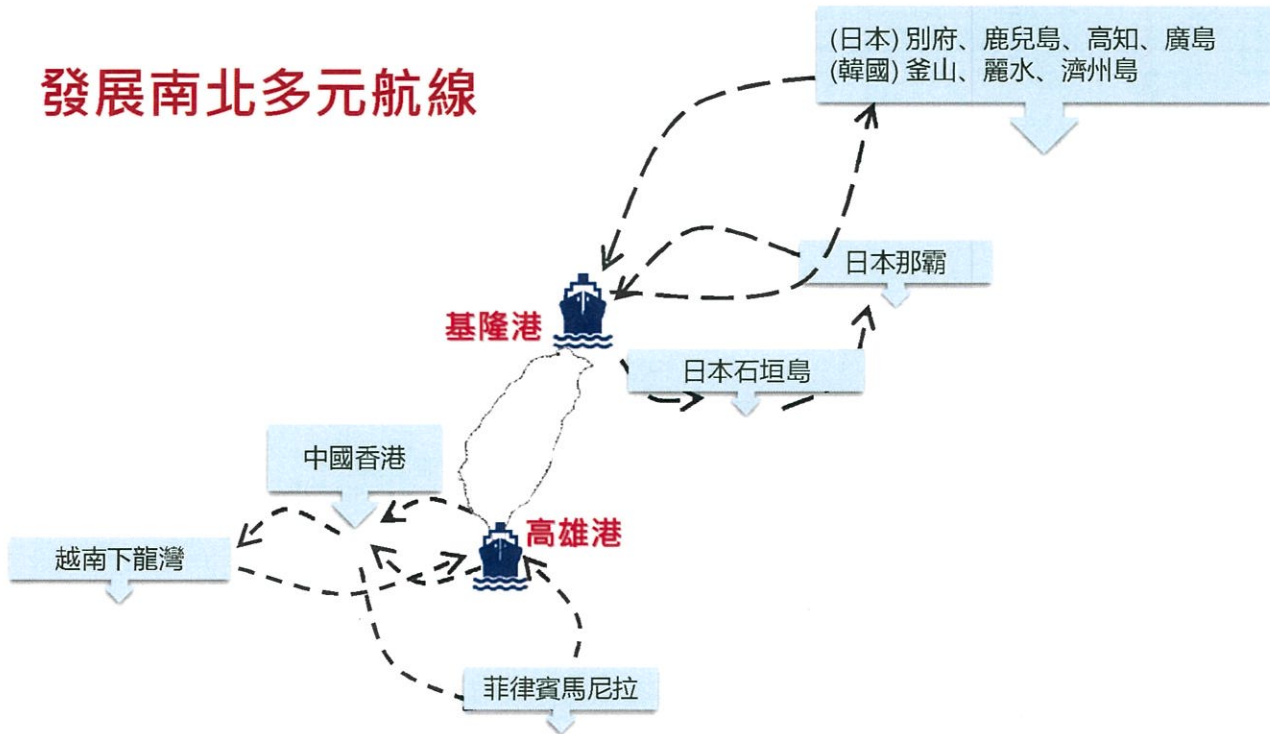 發展南北多元航線
(日本) 別府、鹿兒島、高知、廣島
(韓國) 釜山、麗水、濟州島
日本那霸
基隆港
日本石垣島
中國香港
高雄港
越南下龍灣
菲律賓馬尼拉